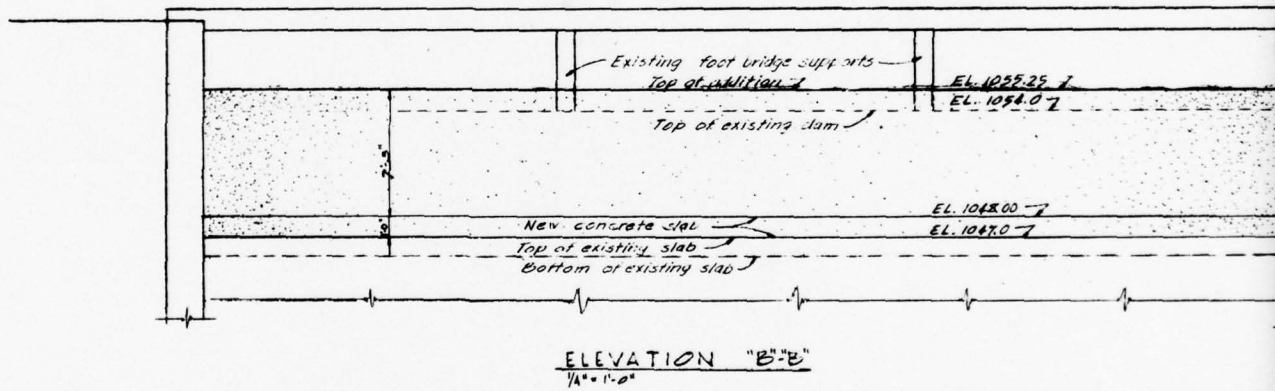 Existing foot bridge supports
Top of addition
EL. 1055.25
EL. 1054.0
Top of existing dam
7'-3"
EL. 1048.00
New concrete slab
EL. 1047.0
1'-0"
Top of existing slab
Bottom of existing slab
ELEVATION "B"-"B"
1/4" = 1'-0"